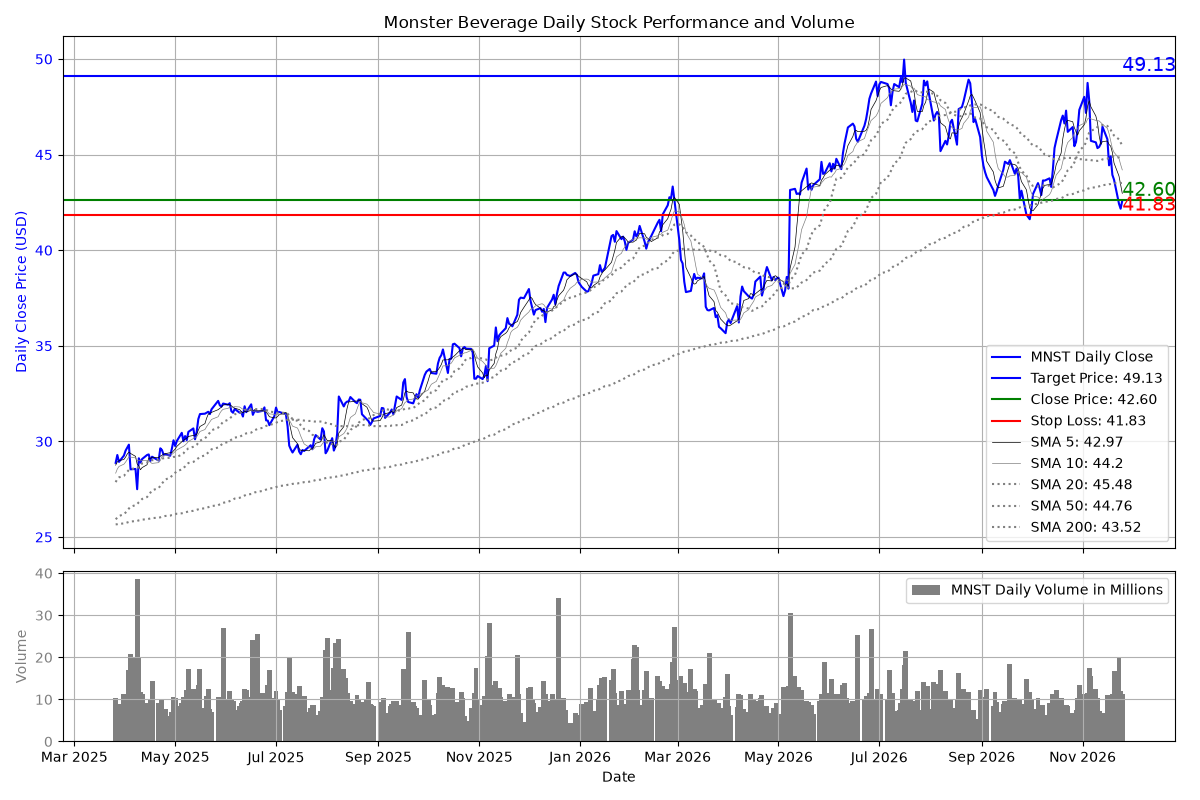 Monster Beverage Daily Stock Performance and Volume
Daily Close Price (USD)
50
45
40
35
30
25
49.13
42.60
41.83
MNST Daily Close
Target Price: 49.13
Close Price: 42.60
Stop Loss: 41.83
SMA 5: 42.97
SMA 10: 44.2
SMA 20: 45.48
SMA 50: 44.76
SMA 200: 43.52
Volume
40
30
20
10
0
MNST Daily Volume in Millions
Mar 2025 May 2025 Jul 2025 Sep 2025 Nov 2025 Jan 2026 Mar 2026 May 2026 Jul 2026 Sep 2026 Nov 2026
Date